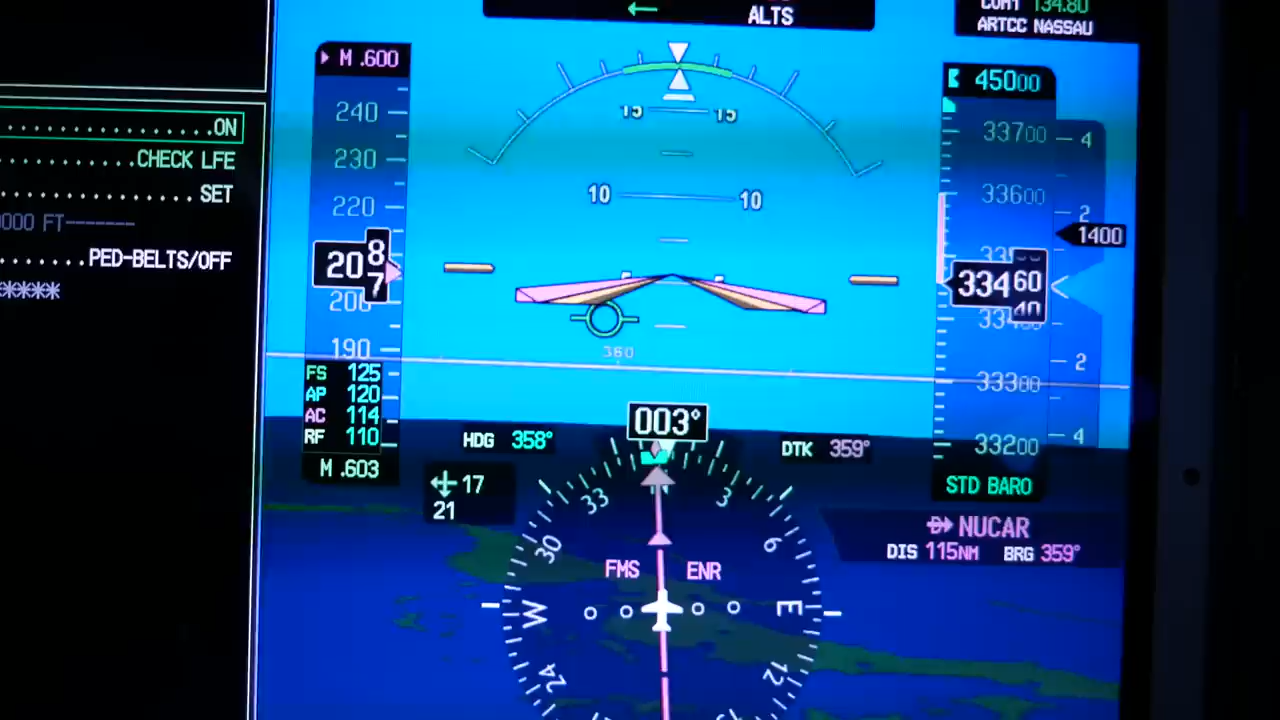 ALTS
COM1 134.80
ARTCC NASSAU
M .600
45000
...............ON
240
15 15
33700
4
...........CHECK LFE
230
.............SET
220
10 10
33600
2
0000 FT-------
1400
.......PED-BELTS/OFF
20 8 7
334 60 40
*****
200
190
360
33300
2
FS 125
AP 120
AC 114
RF 110
003°
HDG 358°
DTK 359°
33200
4
M .603
STD BARO
17
21
33
3
NUCAR
DIS 115NM BRG 359°
30
6
FMS ENR
W
E
24
12